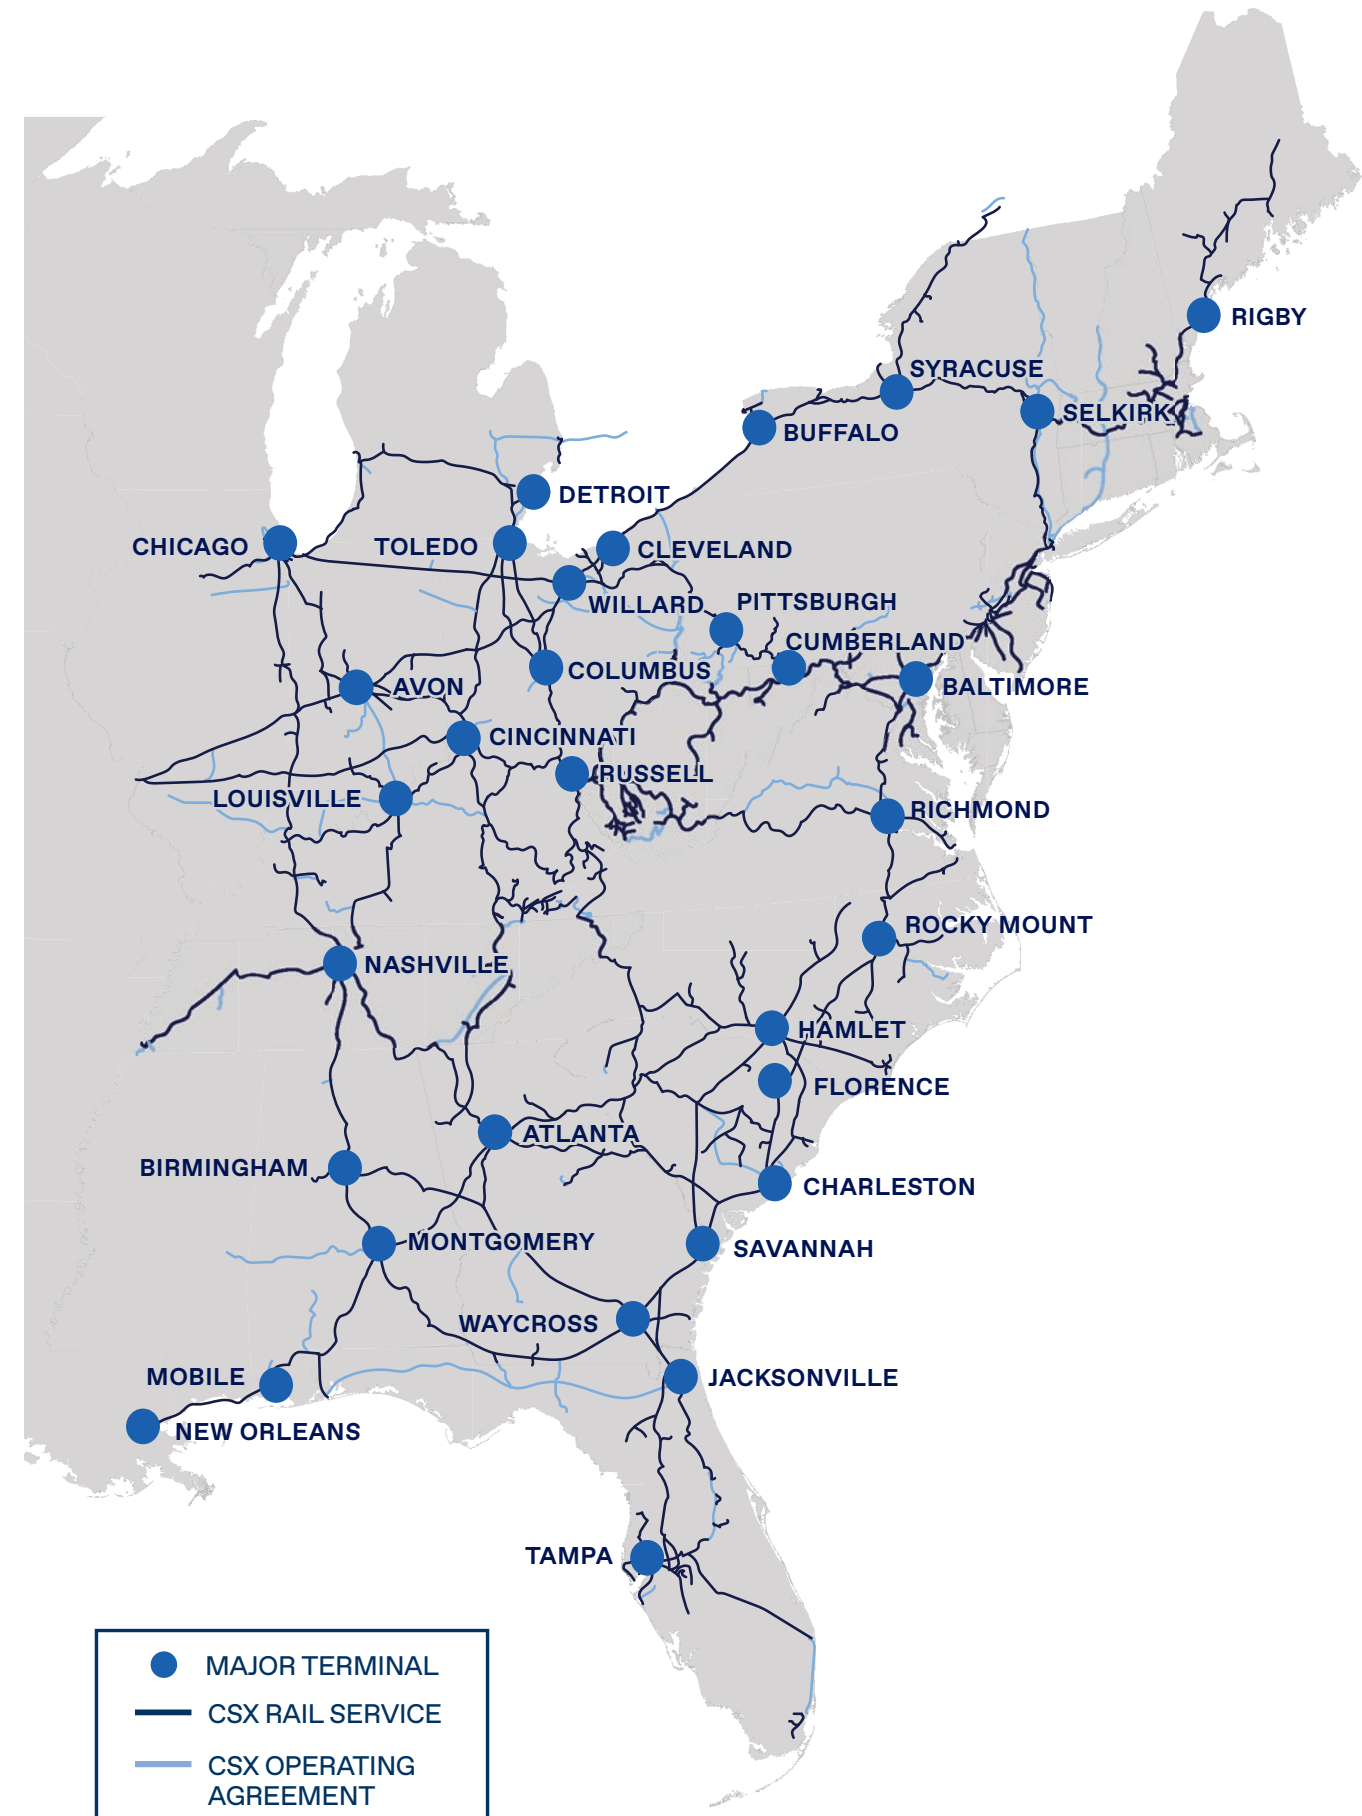 RIGBY
SYRACUSE
SELKIRK
BUFFALO
DETROIT
CHICAGO
TOLEDO
CLEVELAND
WILLARD
PITTSBURGH
CUMBERLAND
COLUMBUS
AVON
BALTIMORE
CINCINNATI
RUSSELL
LOUISVILLE
RICHMOND
ROCKY MOUNT
NASHVILLE
HAMLET
FLORENCE
ATLANTA
BIRMINGHAM
CHARLESTON
MONTGOMERY
SAVANNAH
WAYCROSS
MOBILE
JACKSONVILLE
NEW ORLEANS
TAMPA
MAJOR TERMINAL
CSX RAIL SERVICE
CSX OPERATING
AGREEMENT